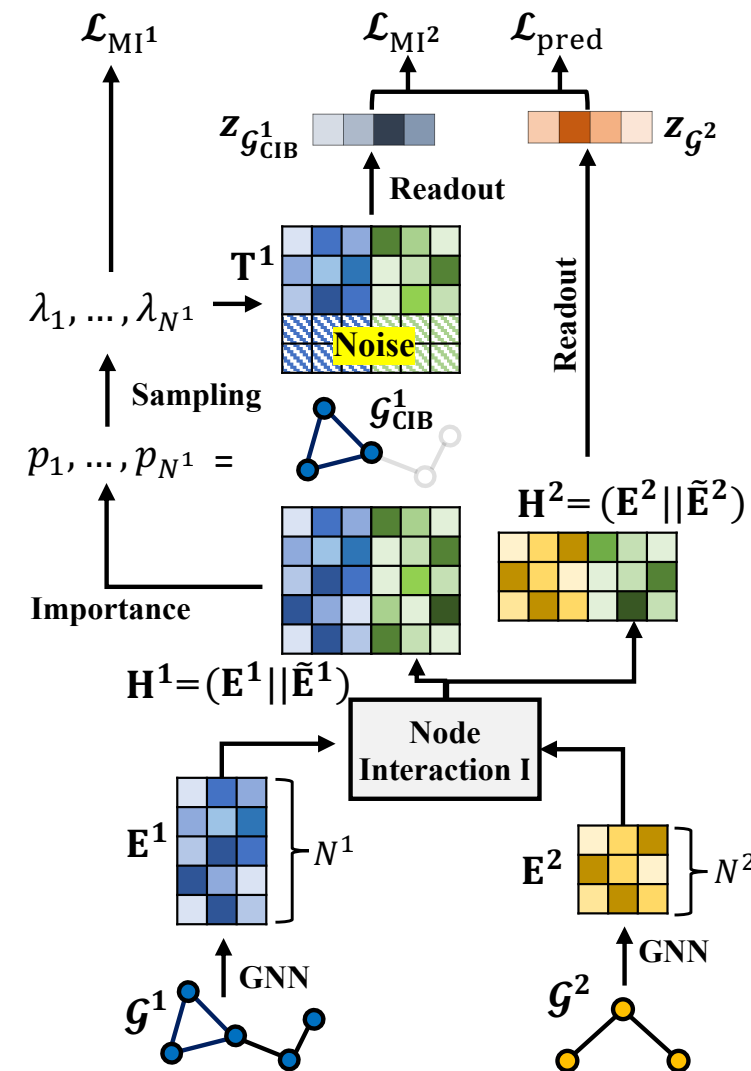 𝓛_MI¹ 𝓛_MI² 𝓛_pred
z_𝒢¹_CIB z_𝒢²
Readout
T¹
λ₁, ..., λ_N¹
Noise
Readout
Sampling
𝒢¹_CIB
p₁, ..., p_N¹ =
H² = (E² || Ẽ²)
Importance
H¹ = (E¹ || Ẽ¹)
Node
Interaction I
E¹ N¹
E² N²
GNN GNN
𝒢¹ 𝒢²